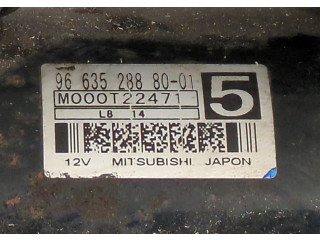 96 635 288 80-01
M000T22471
5
L8 14
12V MITSUBISHI JAPON